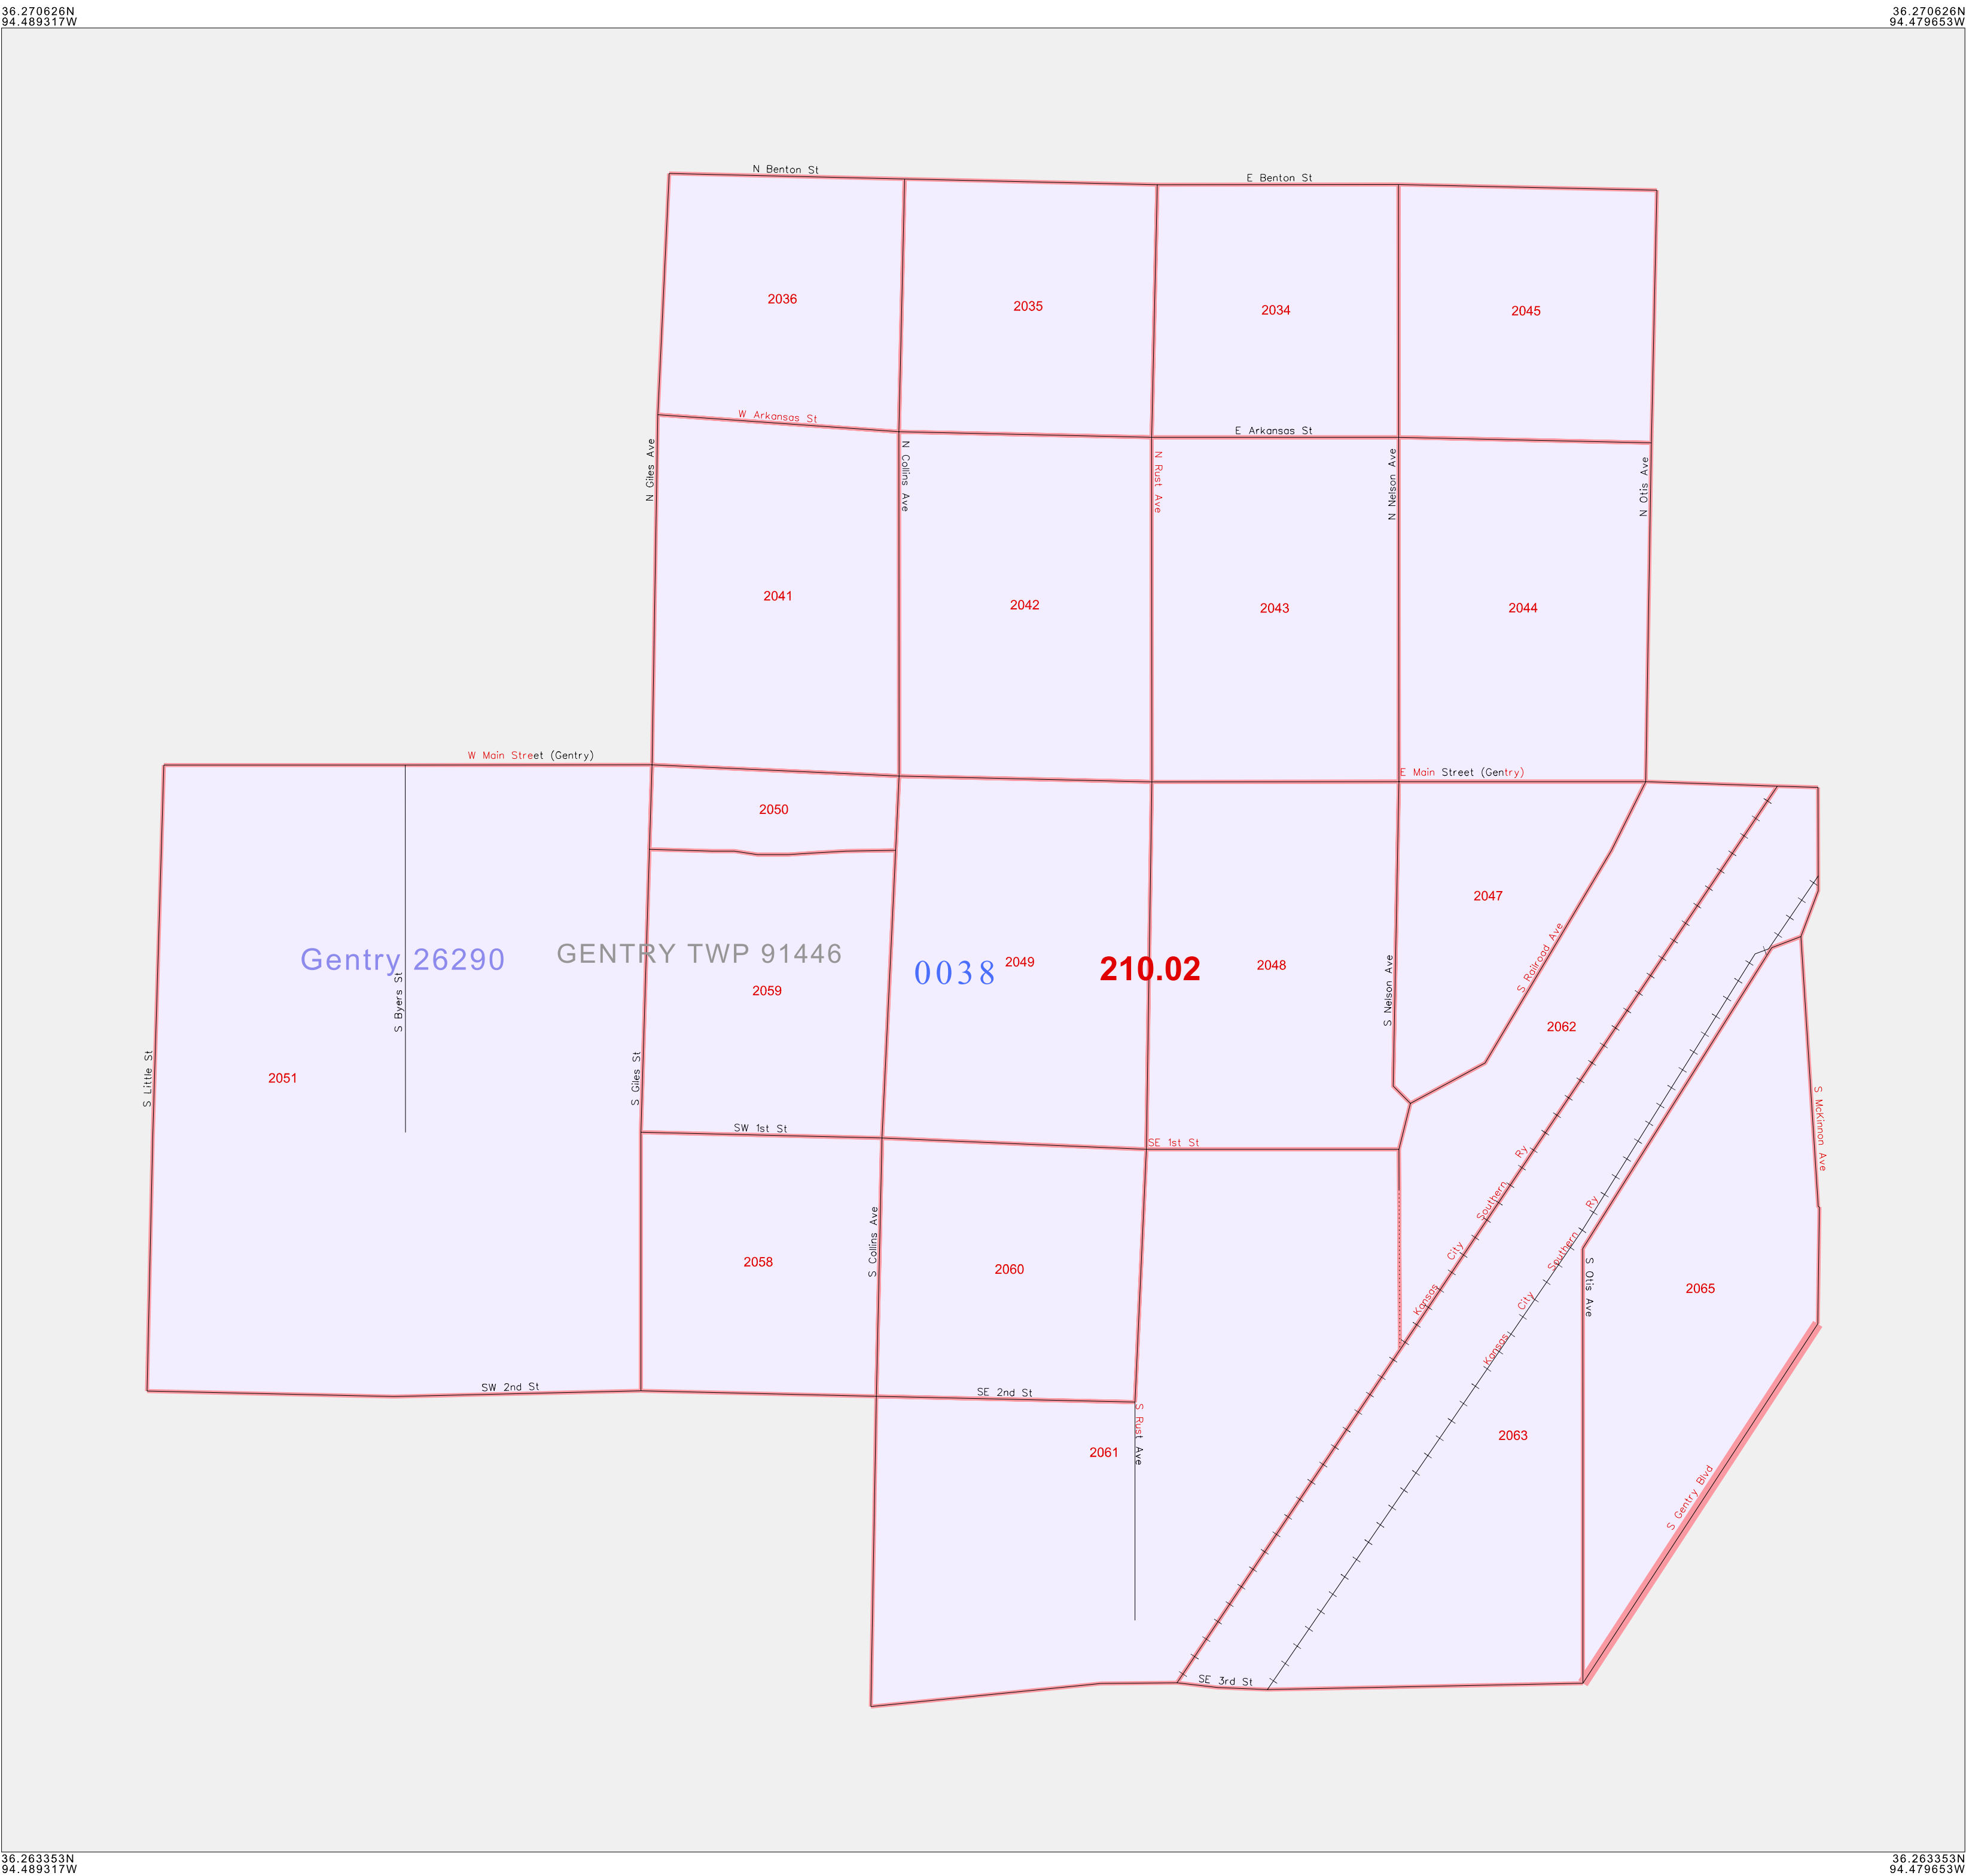 36.270626N
94.489317W
36.270626N
94.479653W
N Benton St
E Benton St
2036
2035
2034
2045
W Arkansas St
E Arkansas St
N Giles Ave
N Collins Ave
N Rust Ave
N Nelson Ave
N Otis Ave
2041
2042
2043
2044
W Main Street (Gentry)
E Main Street (Gentry)
2050
2047
S Railroad Ave
Gentry 26290
GENTRY TWP 91446
0038
2049
210.02
2048
2059
S Byers St
S Nelson Ave
2062
S Little St
2051
S Giles St
S McKinnon Ave
SW 1st St
SE 1st St
Kansas City Southern Ry
Kansas City Southern Ry
S Collins Ave
2058
2060
S Otis Ave
2065
SW 2nd St
SE 2nd St
S Rust Ave
2061
2063
S Gentry Blvd
SE 3rd St
36.263353N
94.489317W
36.263353N
94.479653W